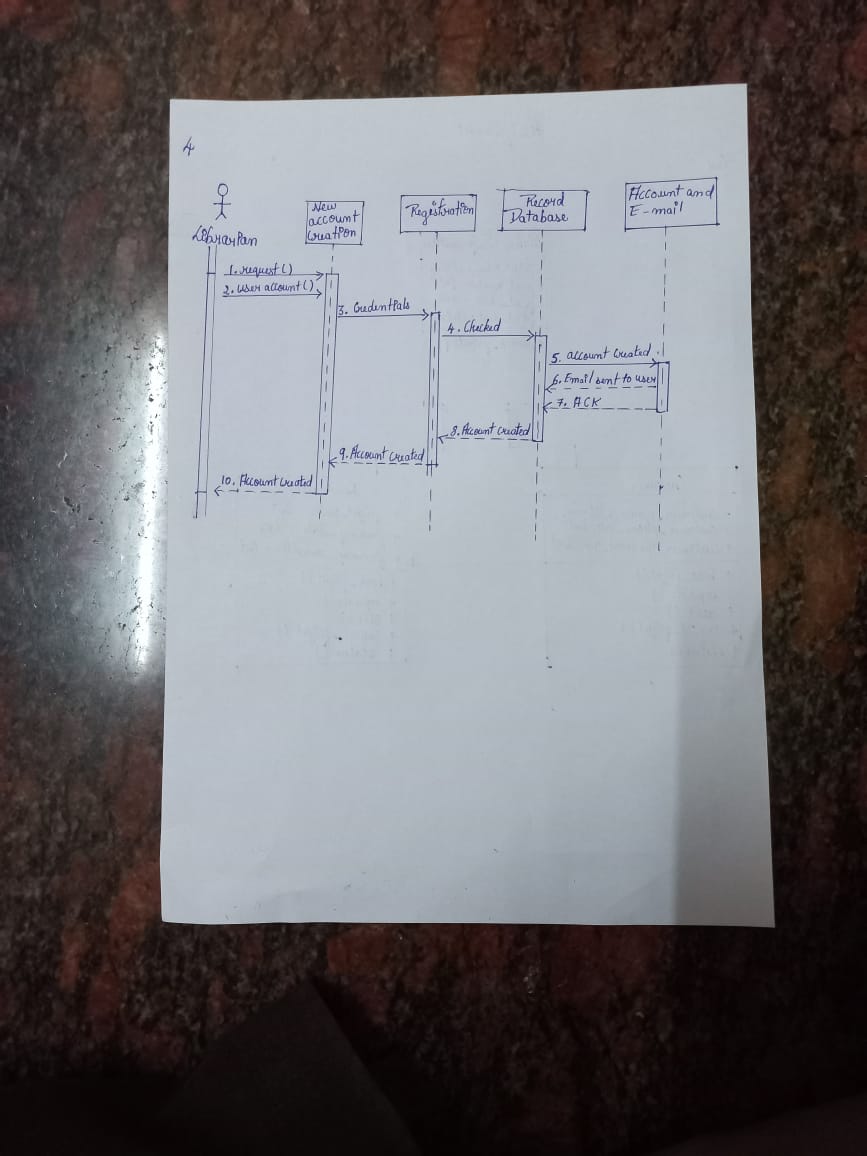 4
Librarian
New
account
Creation
Registration
Record
Database
Account and
E-mail
1. request()
2. user account()
3. Credentials
4. Checked
5. account Created
6. Email sent to user
7. ACK
8. Account Created
9. Account Created
10. Account Created